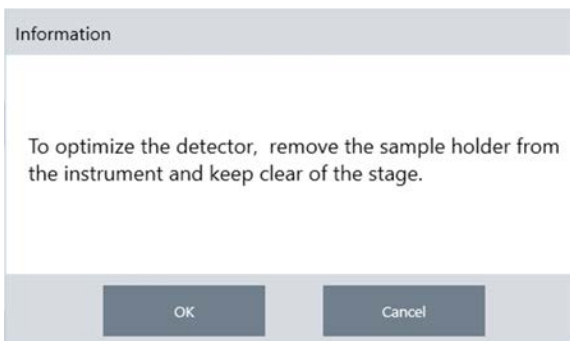 Information
To optimize the detector,  remove the sample holder from
the instrument and keep clear of the stage.
OK
Cancel